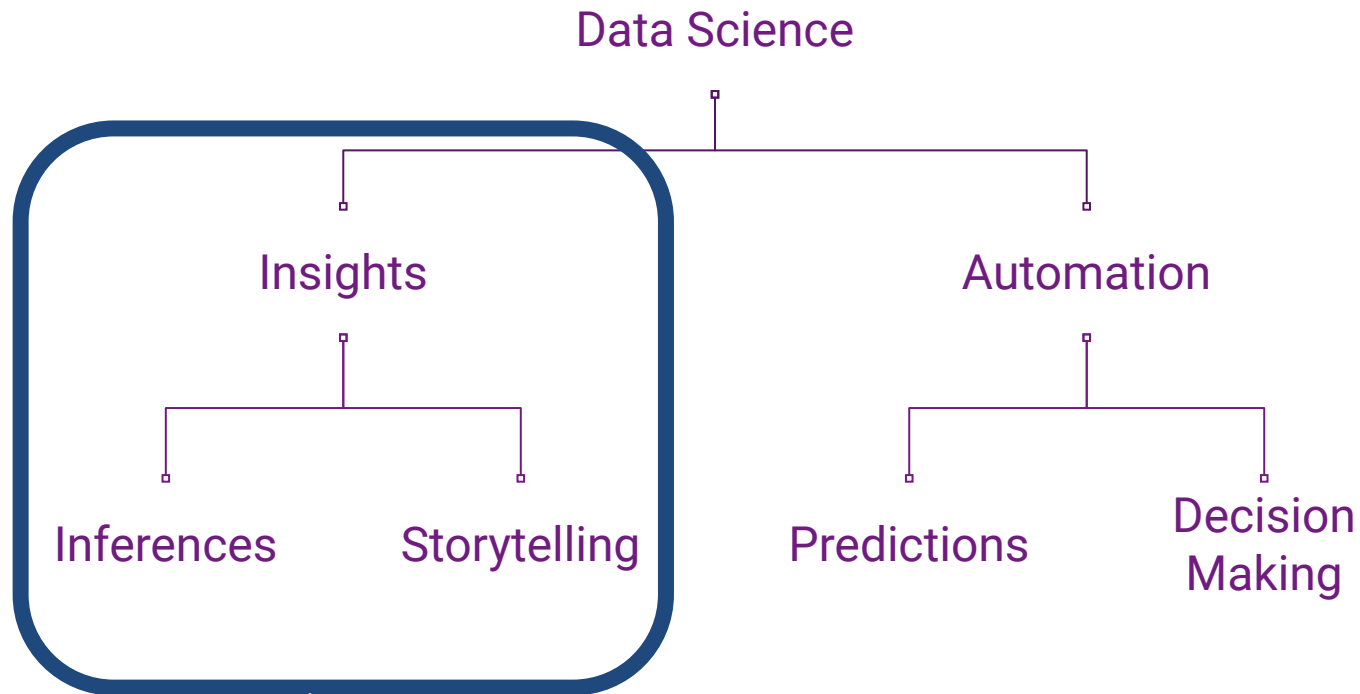 Data Science
Insights
Automation
Inferences
Storytelling
Predictions
Decision
Making